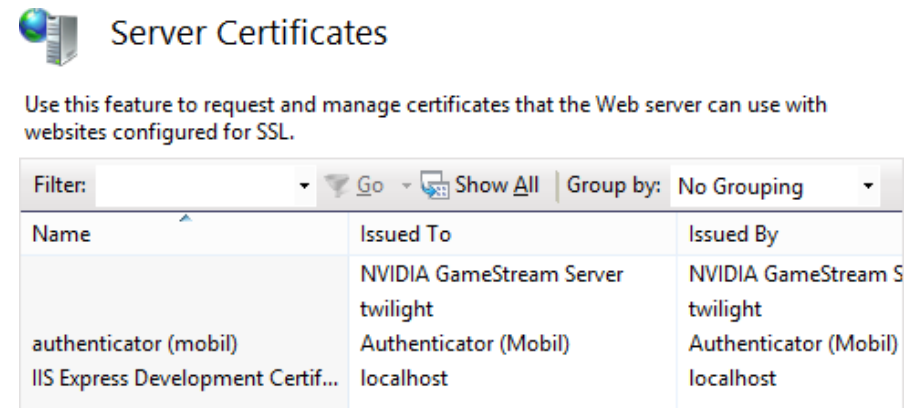 Server Certificates
Use this feature to request and manage certificates that the Web server can use with
websites configured for SSL.
Filter: Go Show All Group by: No Grouping
Name Issued To Issued By
NVIDIA GameStream Server NVIDIA GameStream S
twilight twilight
authenticator (mobil) Authenticator (Mobil) Authenticator (Mobil)
IIS Express Development Certif... localhost localhost